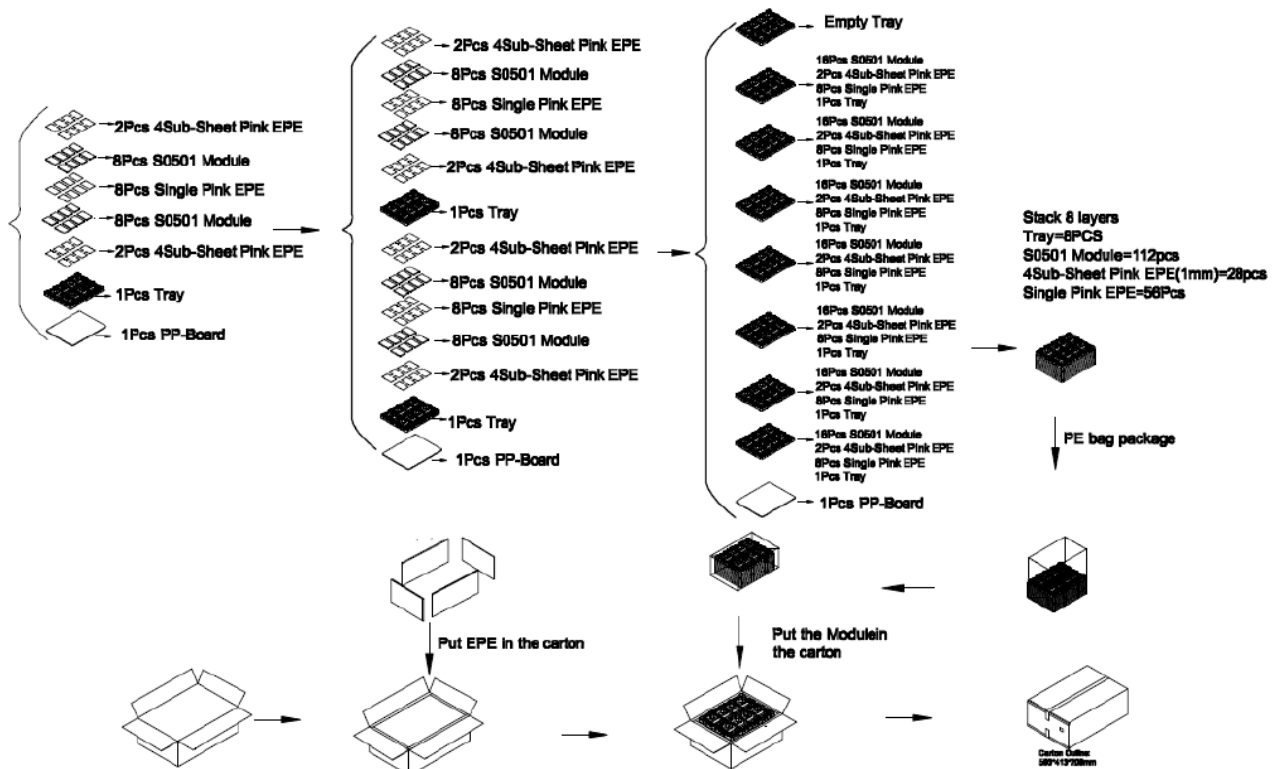 2Pcs 4Sub-Sheet Pink EPE
8Pcs S0501 Module
8Pcs Single Pink EPE
8Pcs S0501 Module
2Pcs 4Sub-Sheet Pink EPE
1Pcs Tray
1Pcs PP-Board
2Pcs 4Sub-Sheet Pink EPE
8Pcs S0501 Module
8Pcs Single Pink EPE
8Pcs S0501 Module
2Pcs 4Sub-Sheet Pink EPE
1Pcs Tray
2Pcs 4Sub-Sheet Pink EPE
8Pcs S0501 Module
8Pcs Single Pink EPE
8Pcs S0501 Module
2Pcs 4Sub-Sheet Pink EPE
1Pcs Tray
1Pcs PP-Board
Empty Tray
16Pcs S0501 Module
2Pcs 4Sub-Sheet Pink EPE
8Pcs Single Pink EPE
1Pcs Tray
16Pcs S0501 Module
2Pcs 4Sub-Sheet Pink EPE
8Pcs Single Pink EPE
1Pcs Tray
16Pcs S0501 Module
2Pcs 4Sub-Sheet Pink EPE
8Pcs Single Pink EPE
1Pcs Tray
16Pcs S0501 Module
2Pcs 4Sub-Sheet Pink EPE
8Pcs Single Pink EPE
1Pcs Tray
16Pcs S0501 Module
2Pcs 4Sub-Sheet Pink EPE
8Pcs Single Pink EPE
1Pcs Tray
16Pcs S0501 Module
2Pcs 4Sub-Sheet Pink EPE
8Pcs Single Pink EPE
1Pcs Tray
16Pcs S0501 Module
2Pcs 4Sub-Sheet Pink EPE
8Pcs Single Pink EPE
1Pcs Tray
1Pcs PP-Board
Stack 8 layers
Tray=8PCS
S0501 Module=112pcs
4Sub-Sheet Pink EPE(1mm)=28pcs
Single Pink EPE=56Pcs
PE bag package
Put EPE in the carton
Put the Modulein
the carton
Carton Outline: